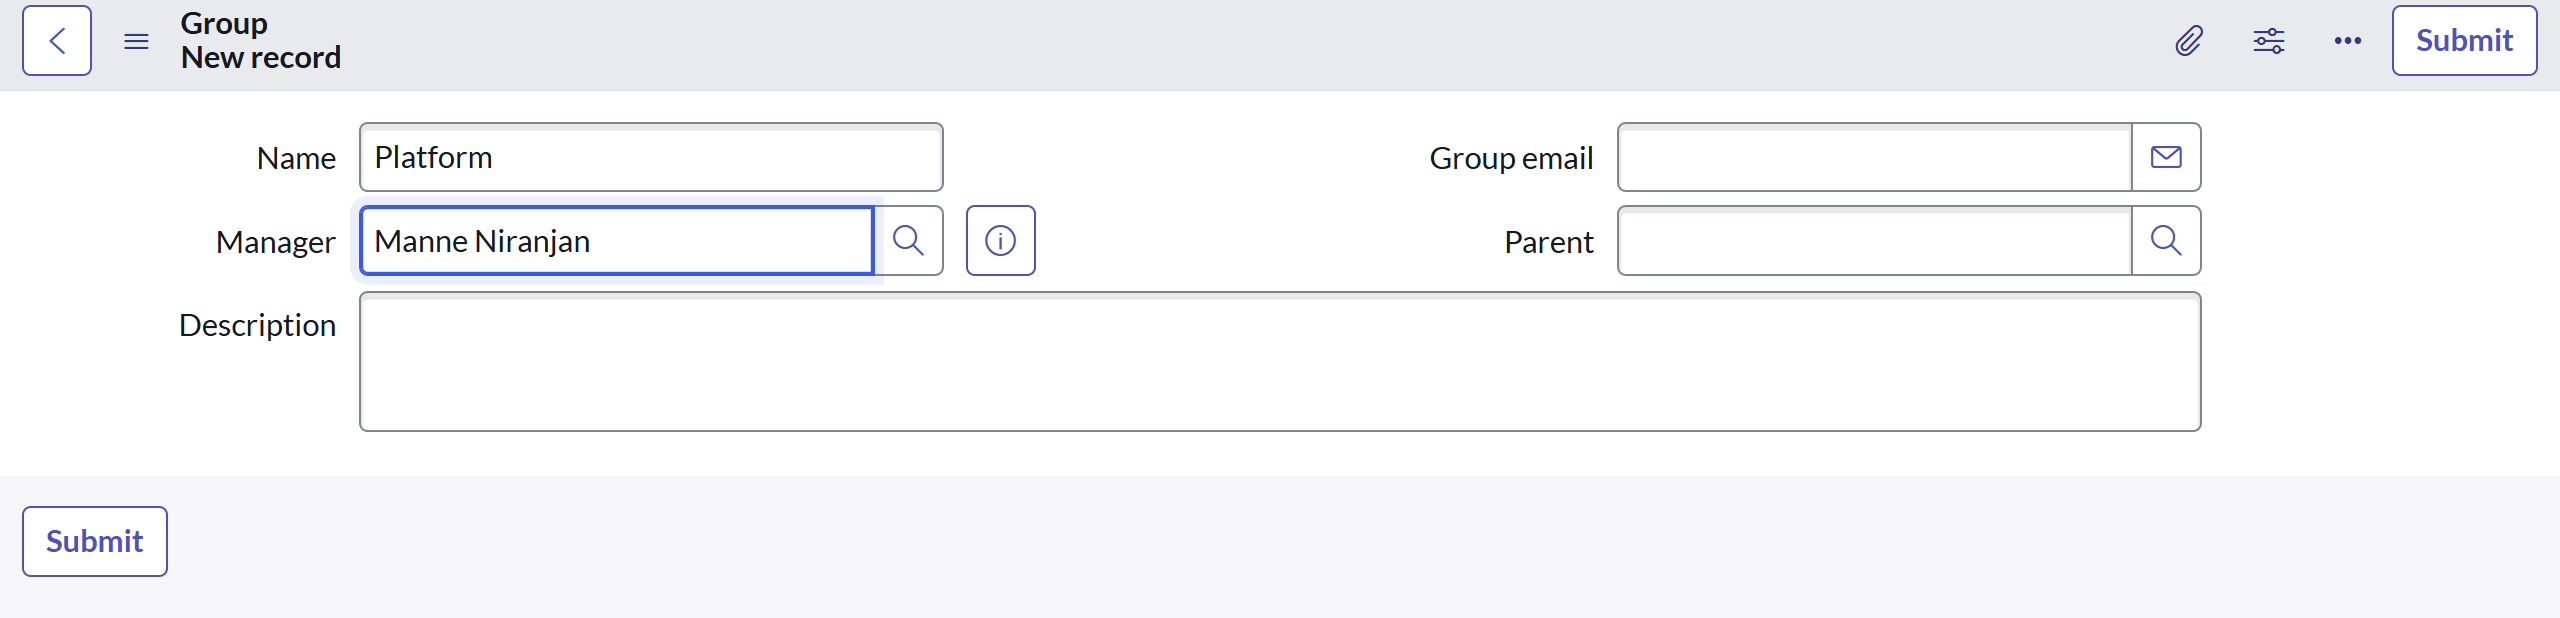 Group
New record
Submit
Name
Platform
Group email
Manager
Manne Niranjan
Parent
Description
Submit